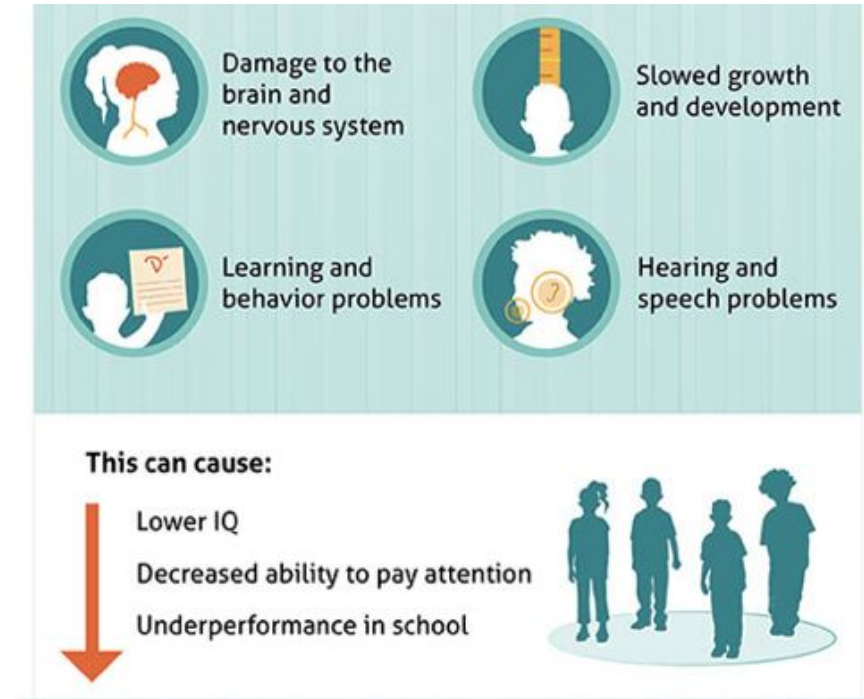 Damage to the
brain and
nervous system
Slowed growth
and development
D-
Learning and
behavior problems
Hearing and
speech problems
This can cause:
Lower IQ
Decreased ability to pay attention
Underperformance in school